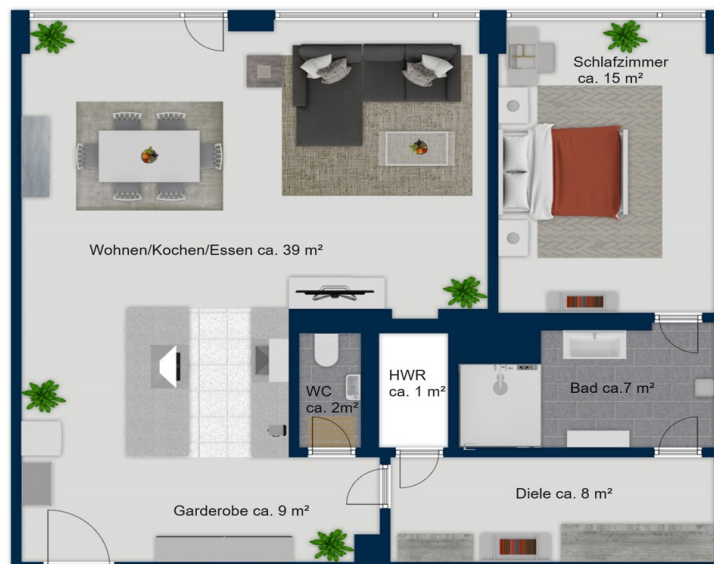 Schlafzimmer
ca. 15 m²
Wohnen/Kochen/Essen ca. 39 m²
WC
ca. 2m²
HWR
ca. 1 m²
Bad ca.7 m²
Garderobe ca. 9 m²
Diele ca. 8 m²